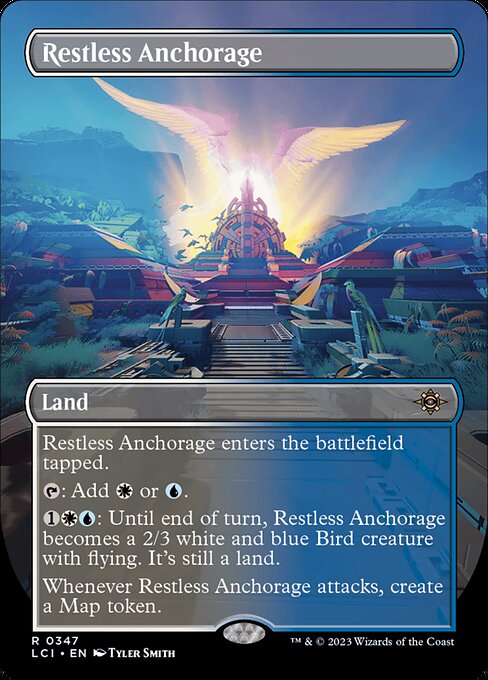 Restless Anchorage
Land
Restless Anchorage enters the battlefield
tapped.
: Add or .
1: Until end of turn, Restless Anchorage
becomes a 2/3 white and blue Bird creature
with flying. It's still a land.
Whenever Restless Anchorage attacks, create
a Map token.
R 0347
LCI • EN Tyler Smith
™ & © 2023 Wizards of the Coast